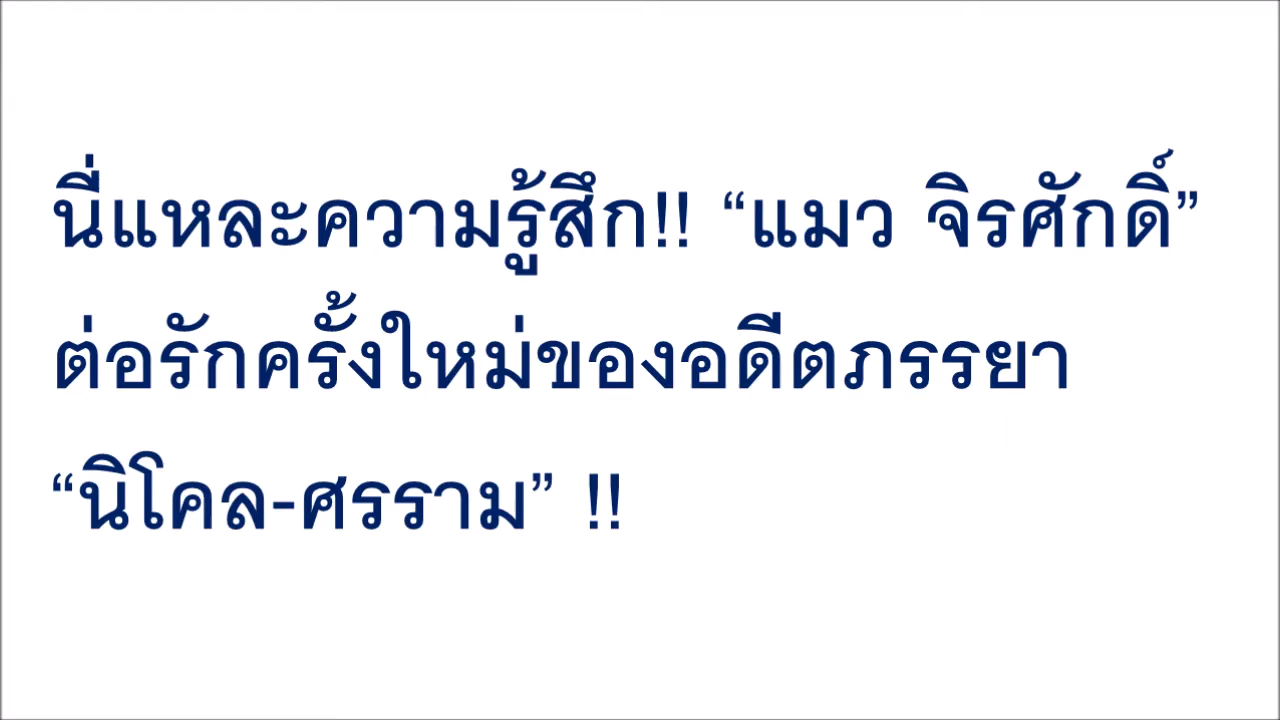 นี่แหละความรู้สึก!! “แมว จิรศักดิ์”
ต่อรักครั้งใหม่ของอดีตภรรยา
“นิโคล-ศรราม” !!